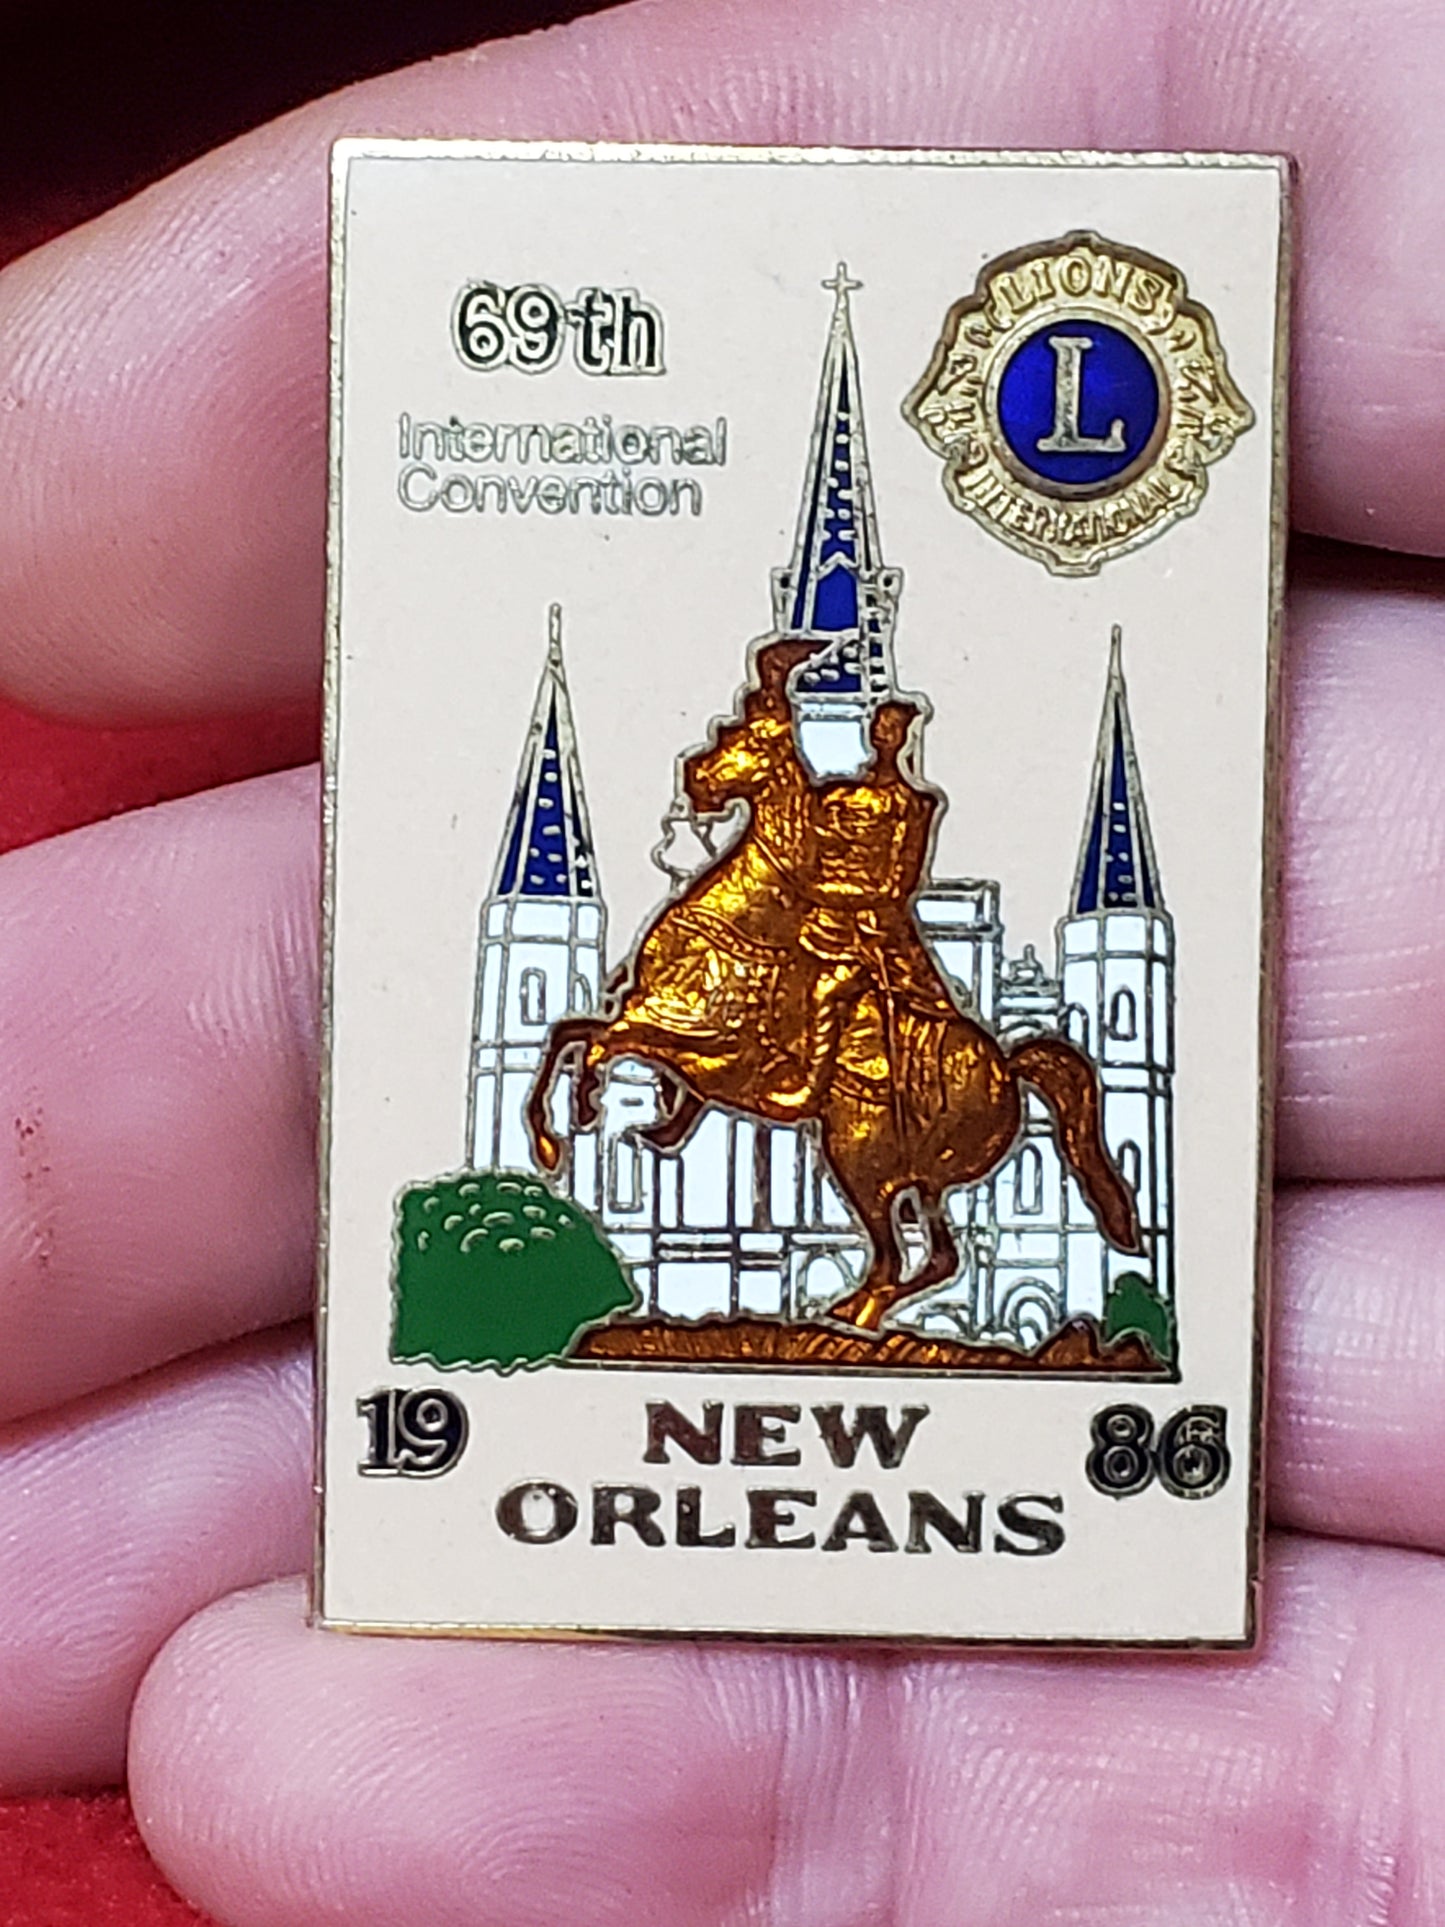 69th
International
Convention
LIONS
L
INTERNATIONAL
19
NEW
ORLEANS
86